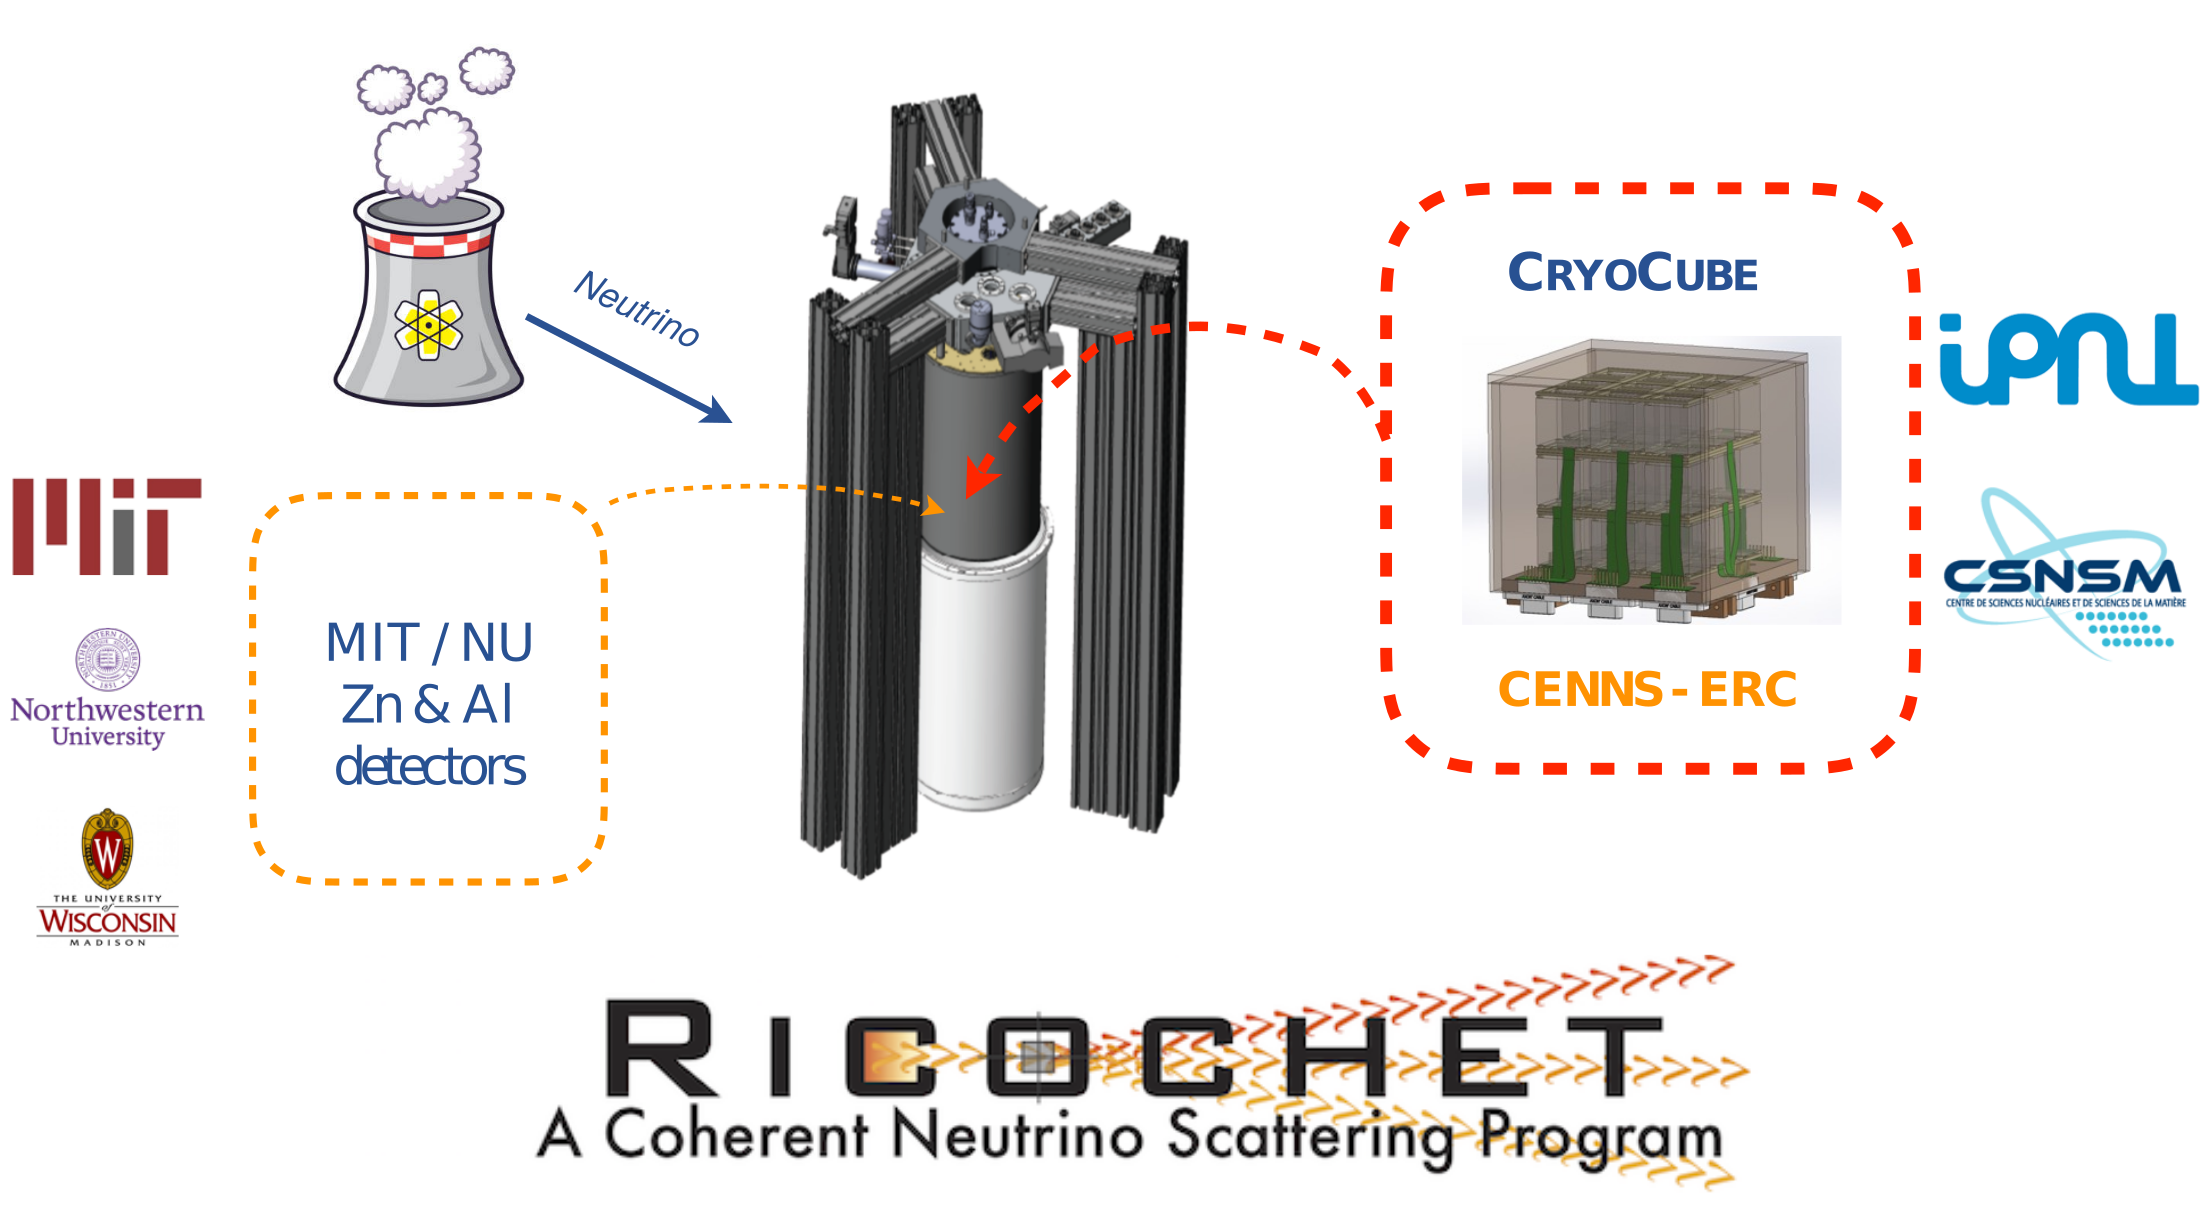 Neutrino
CRYOCUBE
CENNS - ERC
ipnl
CSNSM
CENTRE DE SCIENCES NUCLÉAIRES ET DE SCIENCES DE LA MATIÈRE
MIT
Northwestern
University
W
THE UNIVERSITY
of
WISCONSIN
MADISON
MIT / NU
Zn & Al
detectors
RICOCHET
A Coherent Neutrino Scattering Program